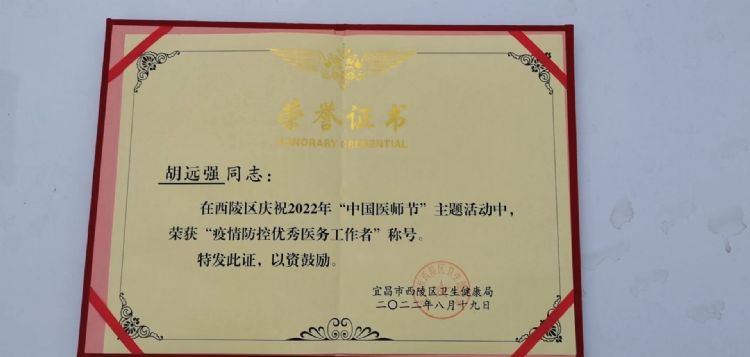 荣誉证书
HONORARY CREDENTIAL
胡远强同志：
在西陵区庆祝2022年“中国医师节”主题活动中，
荣获“疫情防控优秀医务工作者”称号。
特发此证，以资鼓励。
宜昌市西陵区卫生健康局
二〇二二年八月十九日